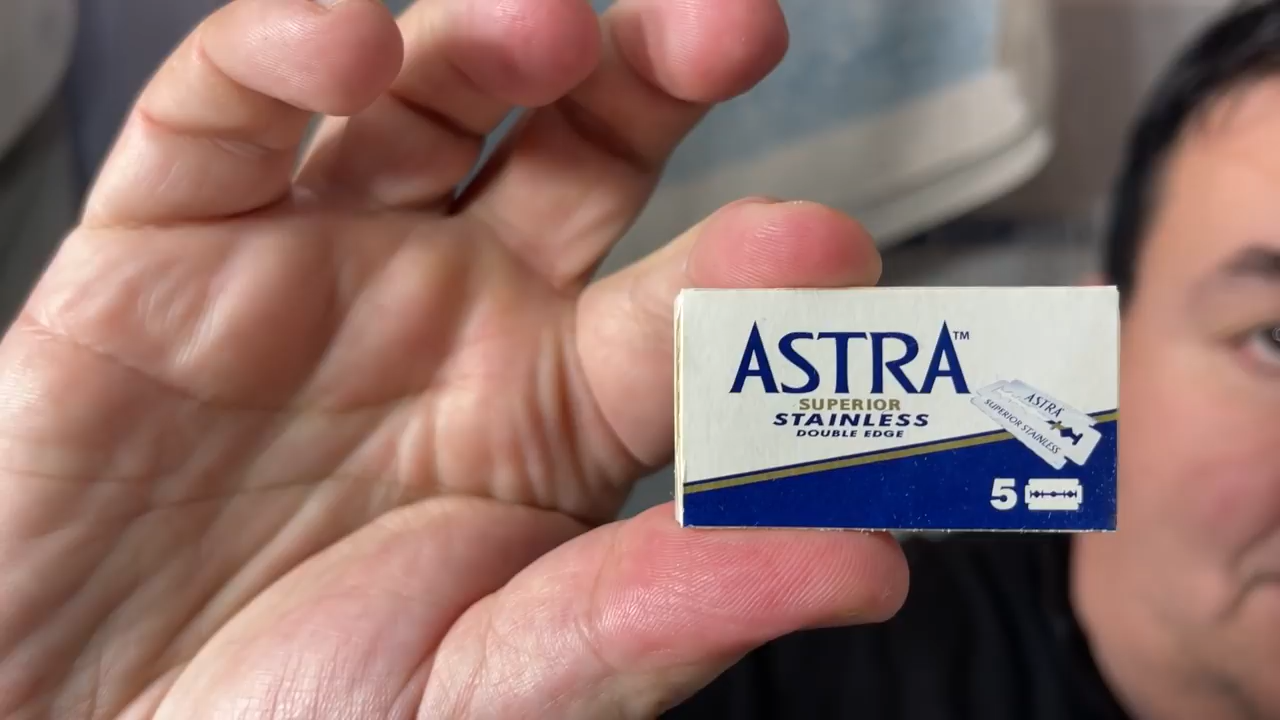 ASTRA™
SUPERIOR
STAINLESS
DOUBLE EDGE
ASTRA
SUPERIOR STAINLESS
5